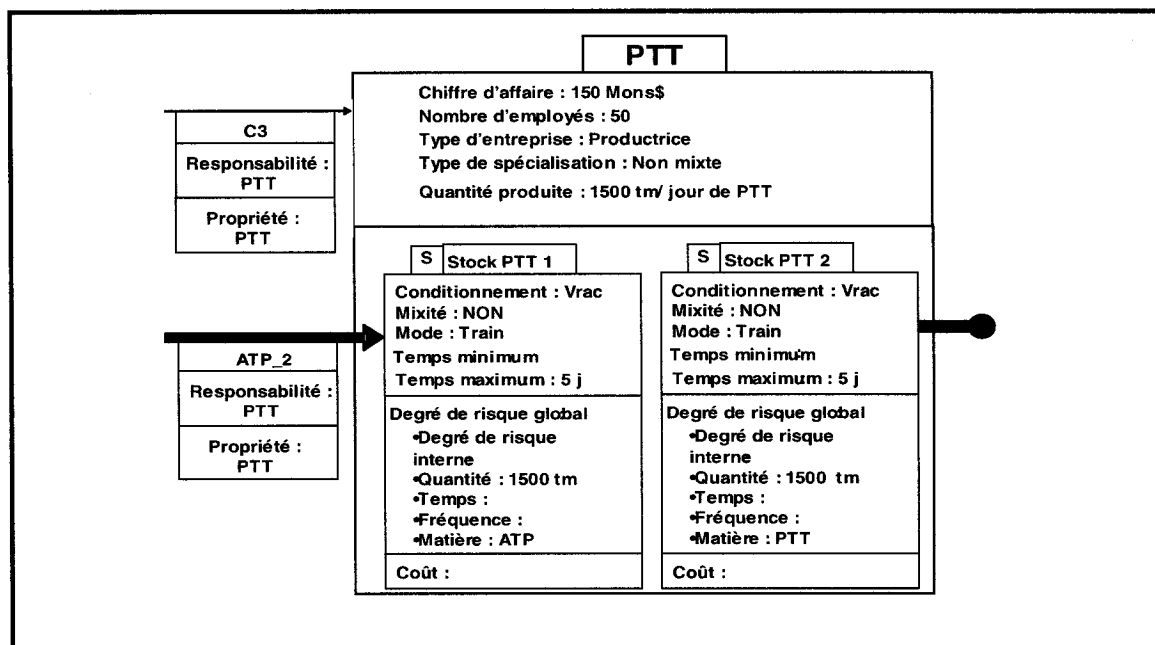 PTT
Chiffre d'affaire : 150 Mons$
Nombre d'employés : 50
Type d'entreprise : Productrice
Type de spécialisation : Non mixte
Quantité produite : 1500 tm/ jour de PTT
C3
Responsabilité :
PTT
Propriété :
PTT
ATP_2
Responsabilité :
PTT
Propriété :
PTT
S Stock PTT 1
Conditionnement : Vrac
Mixité : NON
Mode : Train
Temps minimum
Temps maximum : 5 j
Degré de risque global
•Degré de risque
interne
•Quantité : 1500 tm
•Temps :
•Fréquence :
•Matière : ATP
Coût :
S Stock PTT 2
Conditionnement : Vrac
Mixité : NON
Mode : Train
Temps minimum
Temps maximum : 5 j
Degré de risque global
•Degré de risque
interne
•Quantité : 1500 tm
•Temps :
•Fréquence :
•Matière : PTT
Coût :